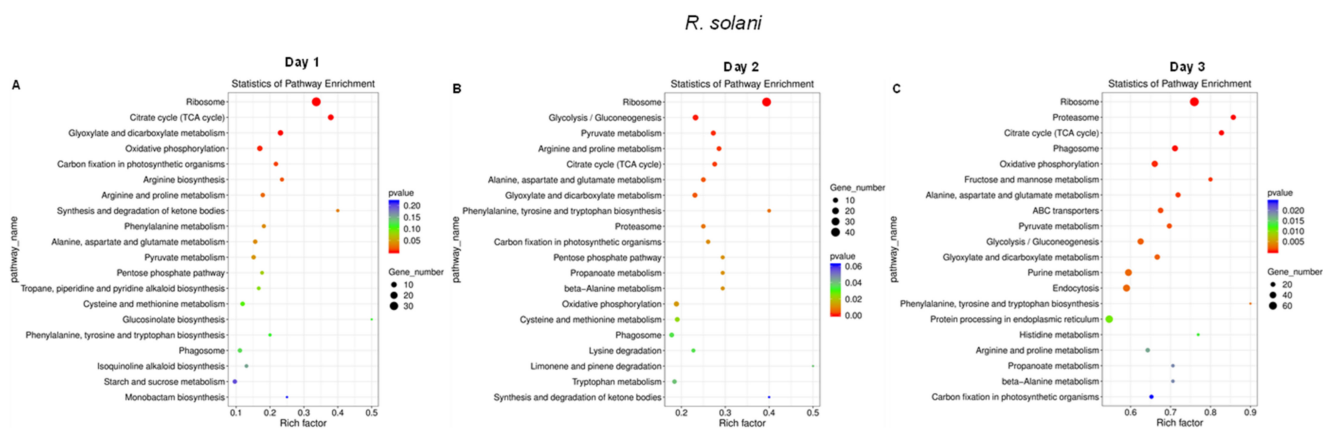 R. solani
Day 1
A
Statistics of Pathway Enrichment
pathway_name
Ribosome
Citrate cycle (TCA cycle)
Glyoxylate and dicarboxylate metabolism
Oxidative phosphorylation
Carbon fixation in photosynthetic organisms
Arginine biosynthesis
Arginine and proline metabolism
Synthesis and degradation of ketone bodies
Phenylalanine metabolism
Alanine, aspartate and glutamate metabolism
Pyruvate metabolism
Pentose phosphate pathway
Tropane, piperidine and pyridine alkaloid biosynthesis
Cysteine and methionine metabolism
Glucosinolate biosynthesis
Phenylalanine, tyrosine and tryptophan biosynthesis
Phagosome
Isoquinoline alkaloid biosynthesis
Starch and sucrose metabolism
Monobactam biosynthesis
0.1 0.2 0.3 0.4 0.5
Rich factor
pvalue
0.20
0.15
0.10
0.05
Gene_number
10
20
30
Day 2
B
Statistics of Pathway Enrichment
pathway_name
Ribosome
Glycolysis / Gluconeogenesis
Pyruvate metabolism
Arginine and proline metabolism
Citrate cycle (TCA cycle)
Alanine, aspartate and glutamate metabolism
Glyoxylate and dicarboxylate metabolism
Phenylalanine, tyrosine and tryptophan biosynthesis
Proteasome
Carbon fixation in photosynthetic organisms
Pentose phosphate pathway
Propanoate metabolism
beta-Alanine metabolism
Oxidative phosphorylation
Cysteine and methionine metabolism
Phagosome
Lysine degradation
Limonene and pinene degradation
Tryptophan metabolism
Synthesis and degradation of ketone bodies
0.2 0.3 0.4 0.5
Rich factor
Gene_number
10
20
30
40
pvalue
0.06
0.04
0.02
0.00
Day 3
C
Statistics of Pathway Enrichment
pathway_name
Ribosome
Proteasome
Citrate cycle (TCA cycle)
Phagosome
Oxidative phosphorylation
Fructose and mannose metabolism
Alanine, aspartate and glutamate metabolism
ABC transporters
Pyruvate metabolism
Glycolysis / Gluconeogenesis
Glyoxylate and dicarboxylate metabolism
Purine metabolism
Endocytosis
Phenylalanine, tyrosine and tryptophan biosynthesis
Protein processing in endoplasmic reticulum
Histidine metabolism
Arginine and proline metabolism
Propanoate metabolism
beta-Alanine metabolism
Carbon fixation in photosynthetic organisms
0.6 0.7 0.8 0.9
Rich factor
pvalue
0.020
0.015
0.010
0.005
Gene_number
20
40
60